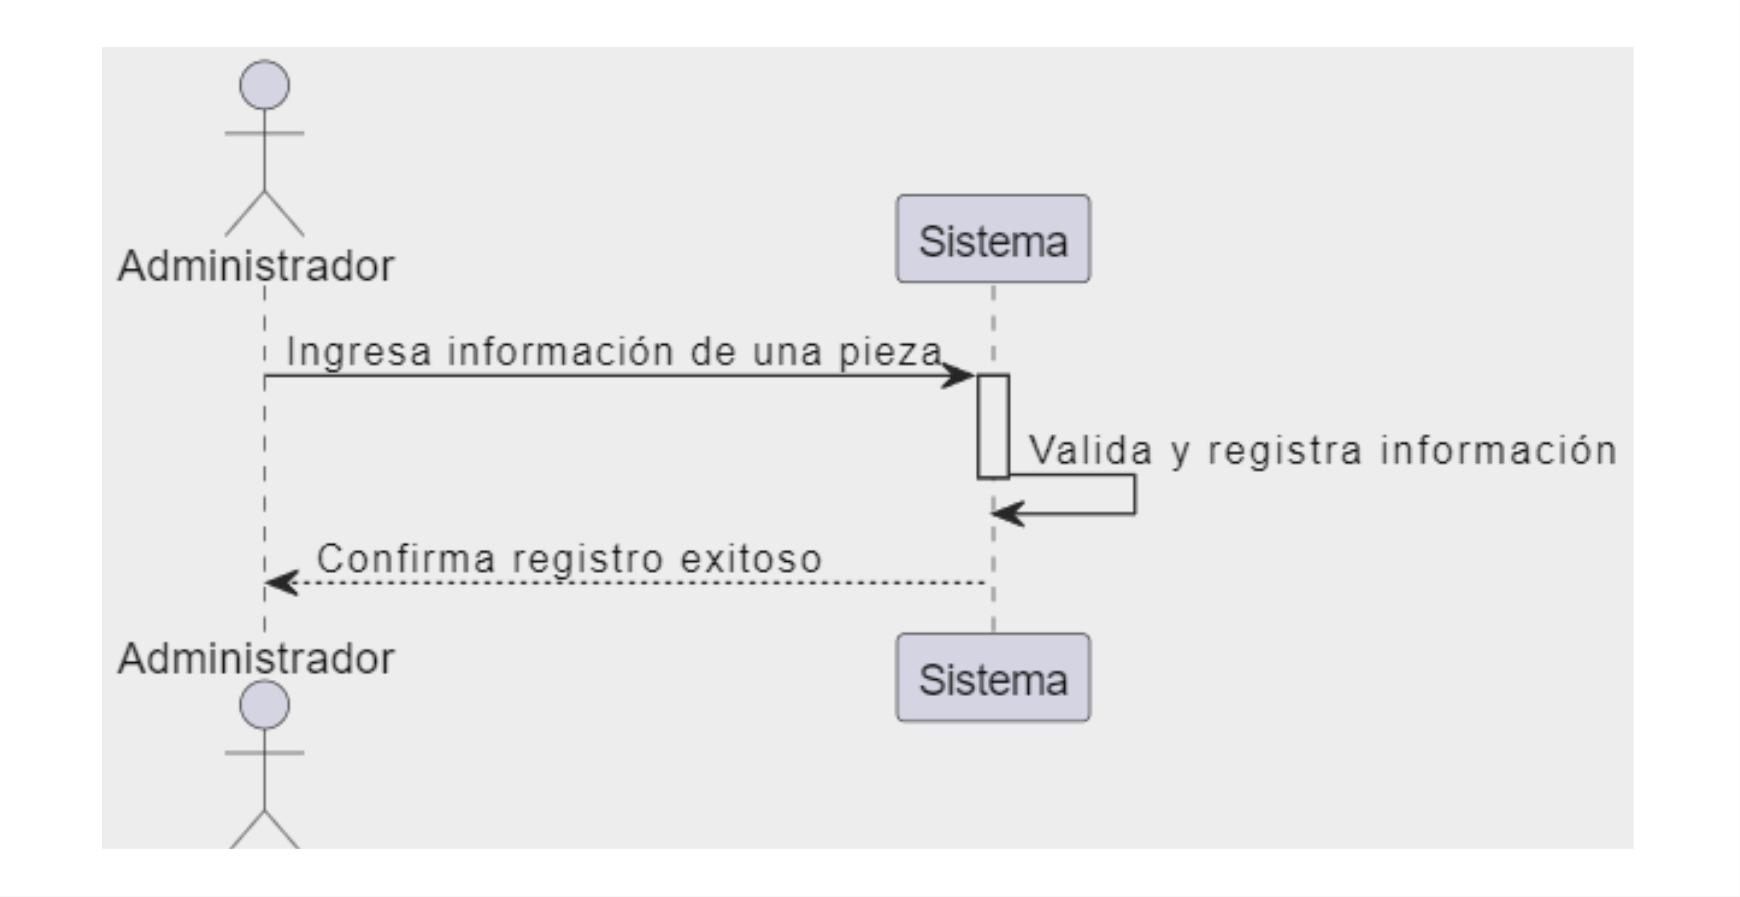 Administrador
Sistema
Ingresa información de una pieza
Valida y registra información
Confirma registro exitoso
Administrador
Sistema